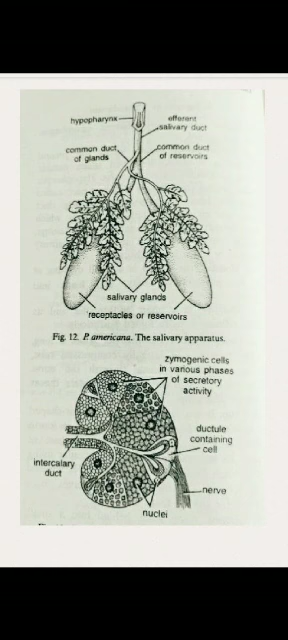 hypopharynx
efferent
salivary duct
common duct
of glands
common duct
of reservoirs
salivary glands
receptacles or reservoirs
Fig. 12. P. americana. The salivary apparatus.
zymogenic cells
in various phases
of secretory
activity
ductule
containing
cell
intercalary
duct
nerve
nuclei